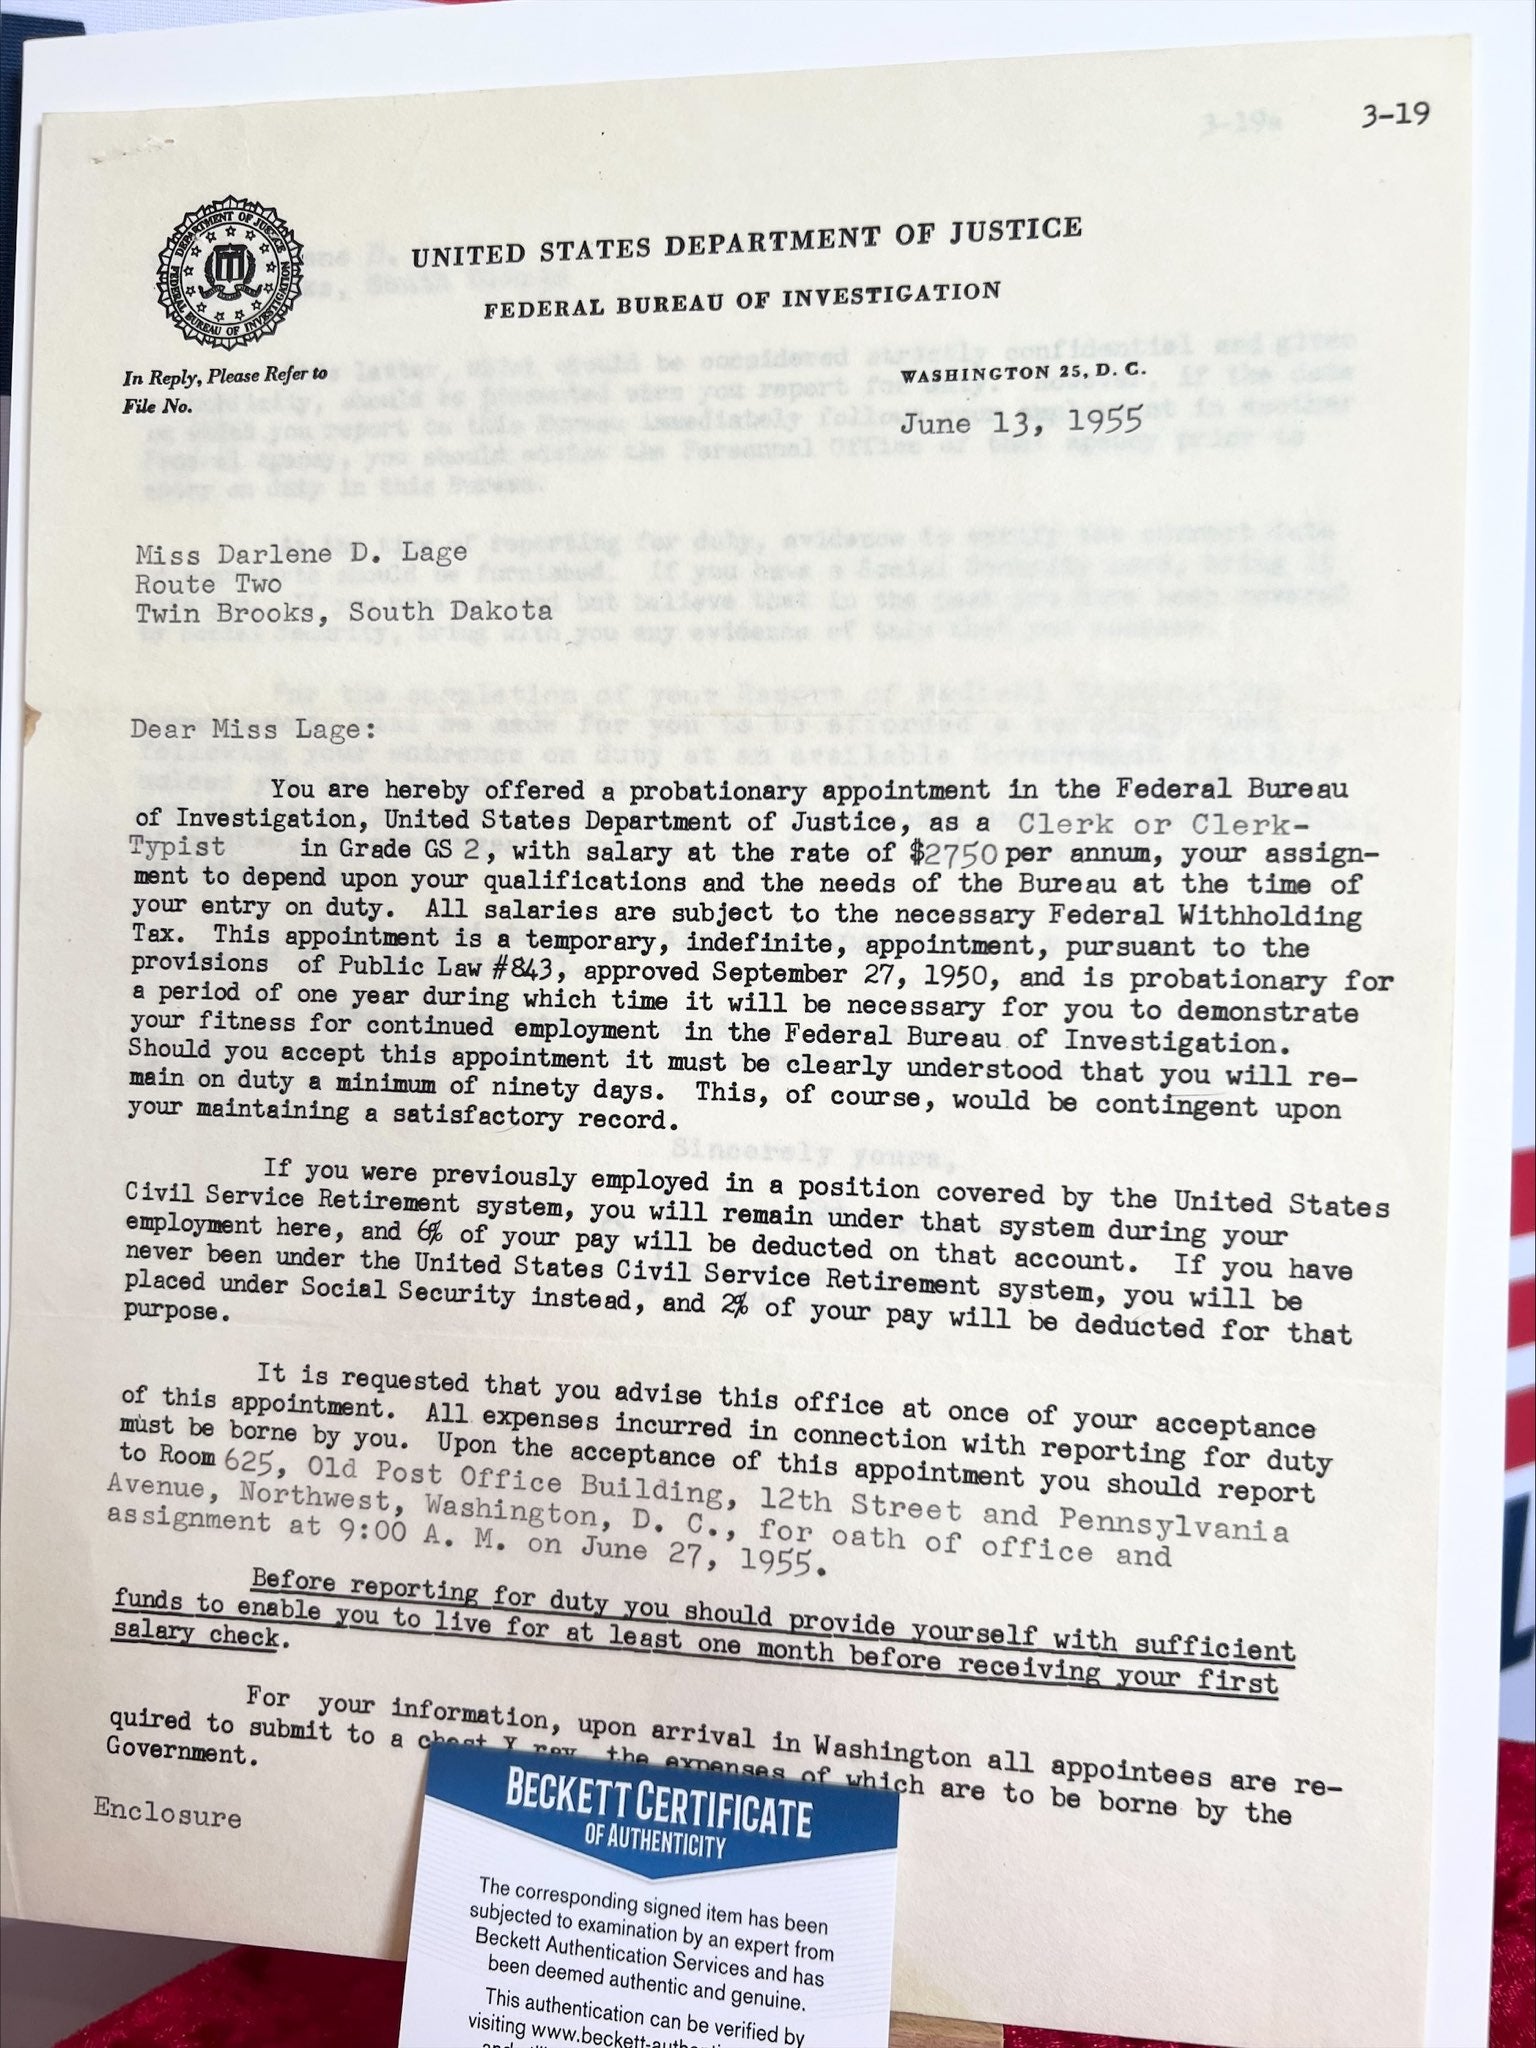 3-19
DEPARTMENT OF JUSTICE
FEDERAL BUREAU OF INVESTIGATION
UNITED STATES DEPARTMENT OF JUSTICE
FEDERAL BUREAU OF INVESTIGATION
In Reply, Please Refer to
File No.
WASHINGTON 25, D. C.
June 13, 1955
Miss Darlene D. Lage
Route Two
Twin Brooks, South Dakota
Dear Miss Lage:
You are hereby offered a probationary appointment in the Federal Bureau
of Investigation, United States Department of Justice, as a Clerk or Clerk-
Typist in Grade GS 2, with salary at the rate of $2750 per annum, your assign-
ment to depend upon your qualifications and the needs of the Bureau at the time of
your entry on duty. All salaries are subject to the necessary Federal Withholding
Tax. This appointment is a temporary, indefinite, appointment, pursuant to the
provisions of Public Law #843, approved September 27, 1950, and is probationary for
a period of one year during which time it will be necessary for you to demonstrate
your fitness for continued employment in the Federal Bureau of Investigation.
Should you accept this appointment it must be clearly understood that you will re-
main on duty a minimum of ninety days. This, of course, would be contingent upon
your maintaining a satisfactory record.
If you were previously employed in a position covered by the United States
Civil Service Retirement system, you will remain under that system during your
employment here, and 6% of your pay will be deducted on that account. If you have
never been under the United States Civil Service Retirement system, you will be
placed under Social Security instead, and 2% of your pay will be deducted for that
purpose.
It is requested that you advise this office at once of your acceptance
of this appointment. All expenses incurred in connection with reporting for duty
must be borne by you. Upon the acceptance of this appointment you should report
to Room 625, Old Post Office Building, 12th Street and Pennsylvania
Avenue, Northwest, Washington, D. C., for oath of office and
assignment at 9:00 A. M. on June 27, 1955.
Before reporting for duty you should provide yourself with sufficient
funds to enable you to live for at least one month before receiving your first
salary check.
For your information, upon arrival in Washington all appointees are re-
quired to submit to a chest X ray, the expenses of which are to be borne by the
Government.
Enclosure
BECKETT CERTIFICATE
OF AUTHENTICITY
The corresponding signed item has been
subjected to examination by an expert from
Beckett Authentication Services and has
been deemed authentic and genuine.
This authentication can be verified by
visiting www.beckett-authenti